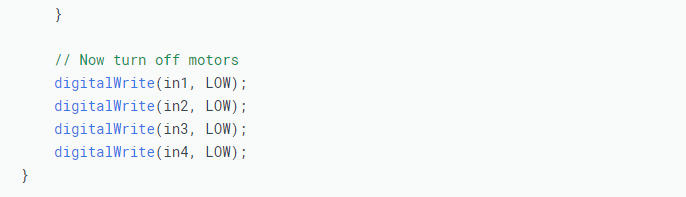 }
// Now turn off motors
digitalWrite(in1, LOW);
digitalWrite(in2, LOW);
digitalWrite(in3, LOW);
digitalWrite(in4, LOW);
}